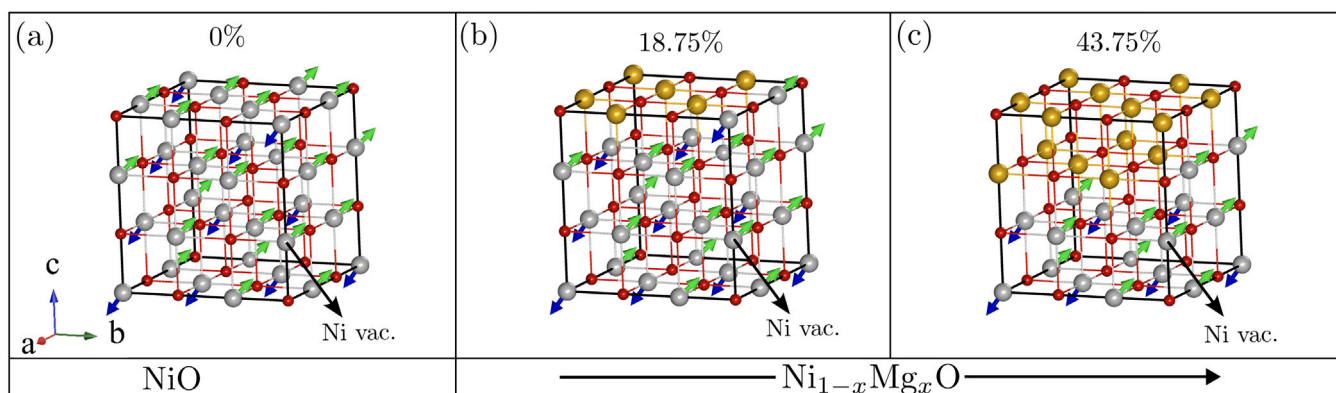 (a)
0%
c
a
b
Ni vac.
NiO
(b)
18.75%
Ni vac.
(c)
43.75%
Ni vac.
Ni₁₋ₓMgₓO